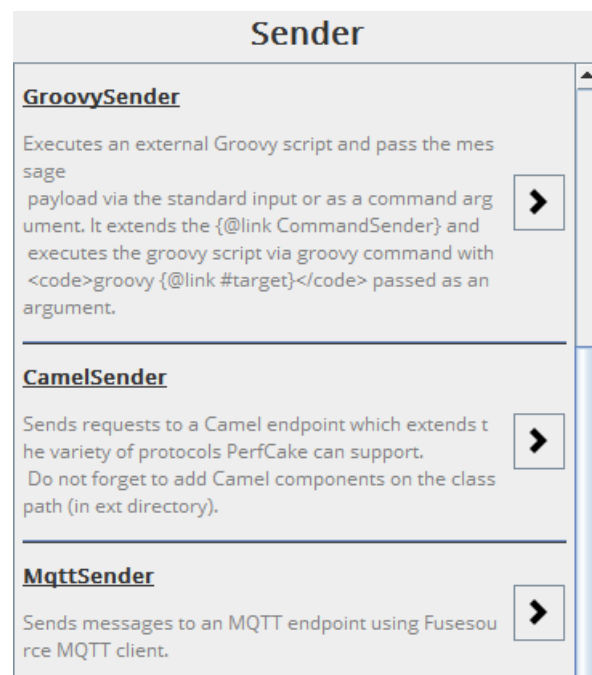 Sender
GroovySender
Executes an external Groovy script and pass the mes
sage
payload via the standard input or as a command arg
ument. It extends the {@link CommandSender} and
executes the groovy script via groovy command with
<code>groovy {@link #target}</code> passed as an
argument.
CamelSender
Sends requests to a Camel endpoint which extends t
he variety of protocols PerfCake can support.
Do not forget to add Camel components on the class
path (in ext directory).
MqttSender
Sends messages to an MQTT endpoint using Fusesou
rce MQTT client.